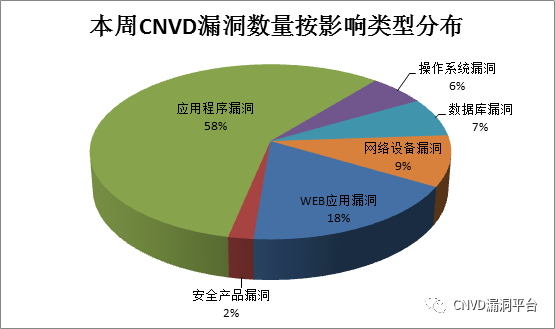 本周CNVD漏洞数量按影响类型分布
操作系统漏洞
6%
数据库漏洞
7%
网络设备漏洞
9%
WEB应用漏洞
18%
安全产品漏洞
2%
应用程序漏洞
58%
CNVD漏洞平台